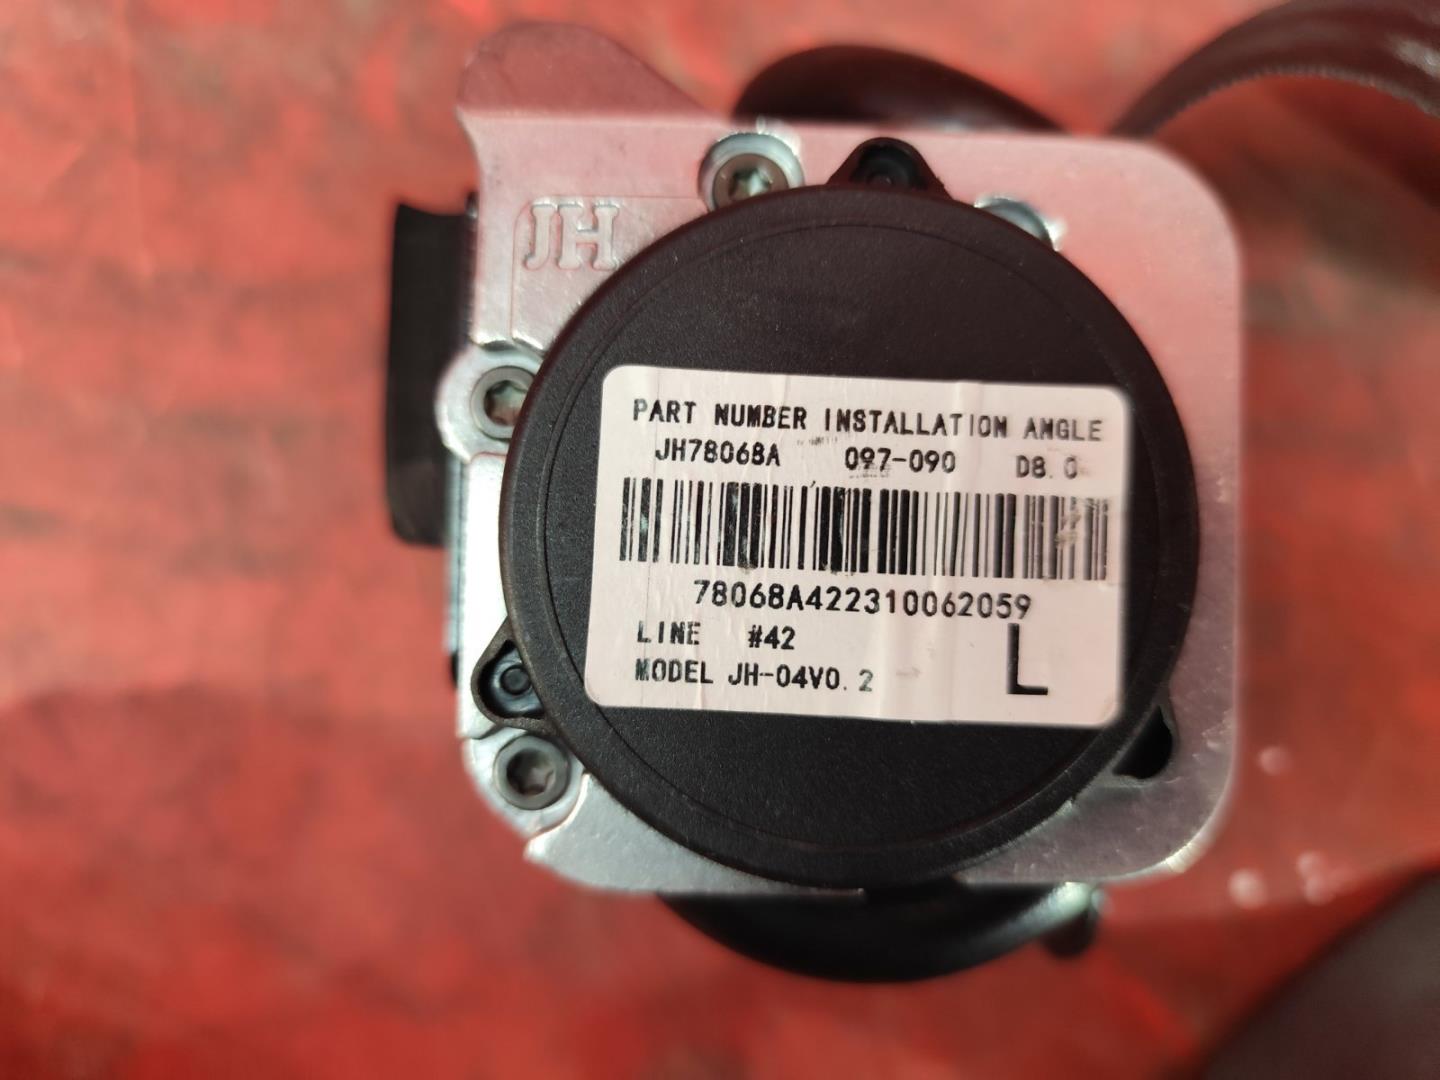 JH
PART NUMBER INSTALLATION ANGLE
JH78068A 097-090 D8.0
78068A422310062059
LINE #42
MODEL JH-04V0.2
L